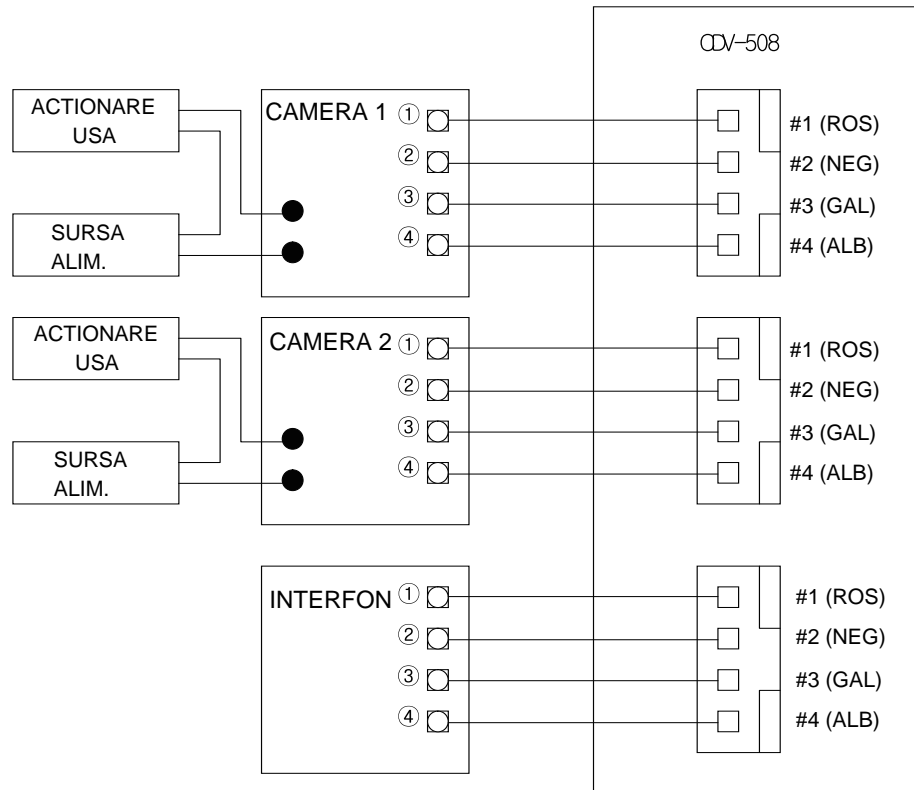 CDV-508
ACTIONARE
USA
SURSA
ALIM.
CAMERA 1
①
②
③
④
#1 (ROS)
#2 (NEG)
#3 (GAL)
#4 (ALB)
ACTIONARE
USA
SURSA
ALIM.
CAMERA 2
①
②
③
④
#1 (ROS)
#2 (NEG)
#3 (GAL)
#4 (ALB)
INTERFON
①
②
③
④
#1 (ROS)
#2 (NEG)
#3 (GAL)
#4 (ALB)